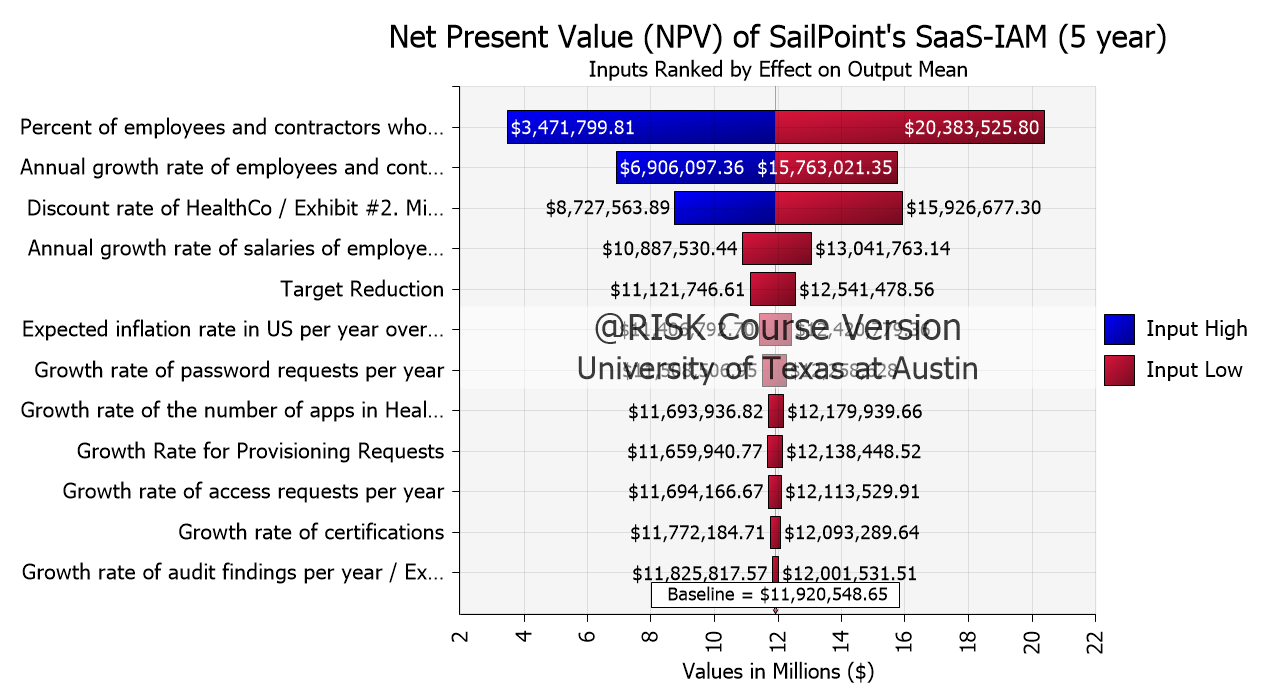 Net Present Value (NPV) of SailPoint's SaaS-IAM (5 year)
Inputs Ranked by Effect on Output Mean
Percent of employees and contractors who... $3,471,799.81 $20,383,525.80
Annual growth rate of employees and cont... $6,906,097.36 $15,763,021.35
Discount rate of HealthCo / Exhibit #2. Mi... $8,727,563.89 $15,926,677.30
Annual growth rate of salaries of employe... $10,887,530.44 $13,041,763.14
Target Reduction $11,121,746.61 $12,541,478.56
Expected inflation rate in US per year over...
@RISK Course Version
Growth rate of password requests per year
University of Texas at Austin
Input High
Input Low
Growth rate of the number of apps in Heal... $11,693,936.82 $12,179,939.66
Growth Rate for Provisioning Requests $11,659,940.77 $12,138,448.52
Growth rate of access requests per year $11,694,166.67 $12,113,529.91
Growth rate of certifications $11,772,184.71 $12,093,289.64
Growth rate of audit findings per year / Ex... $11,825,817.57 $12,001,531.51
Baseline = $11,920,548.65
2 4 6 8 10 12 14 16 18 20 22
Values in Millions ($)